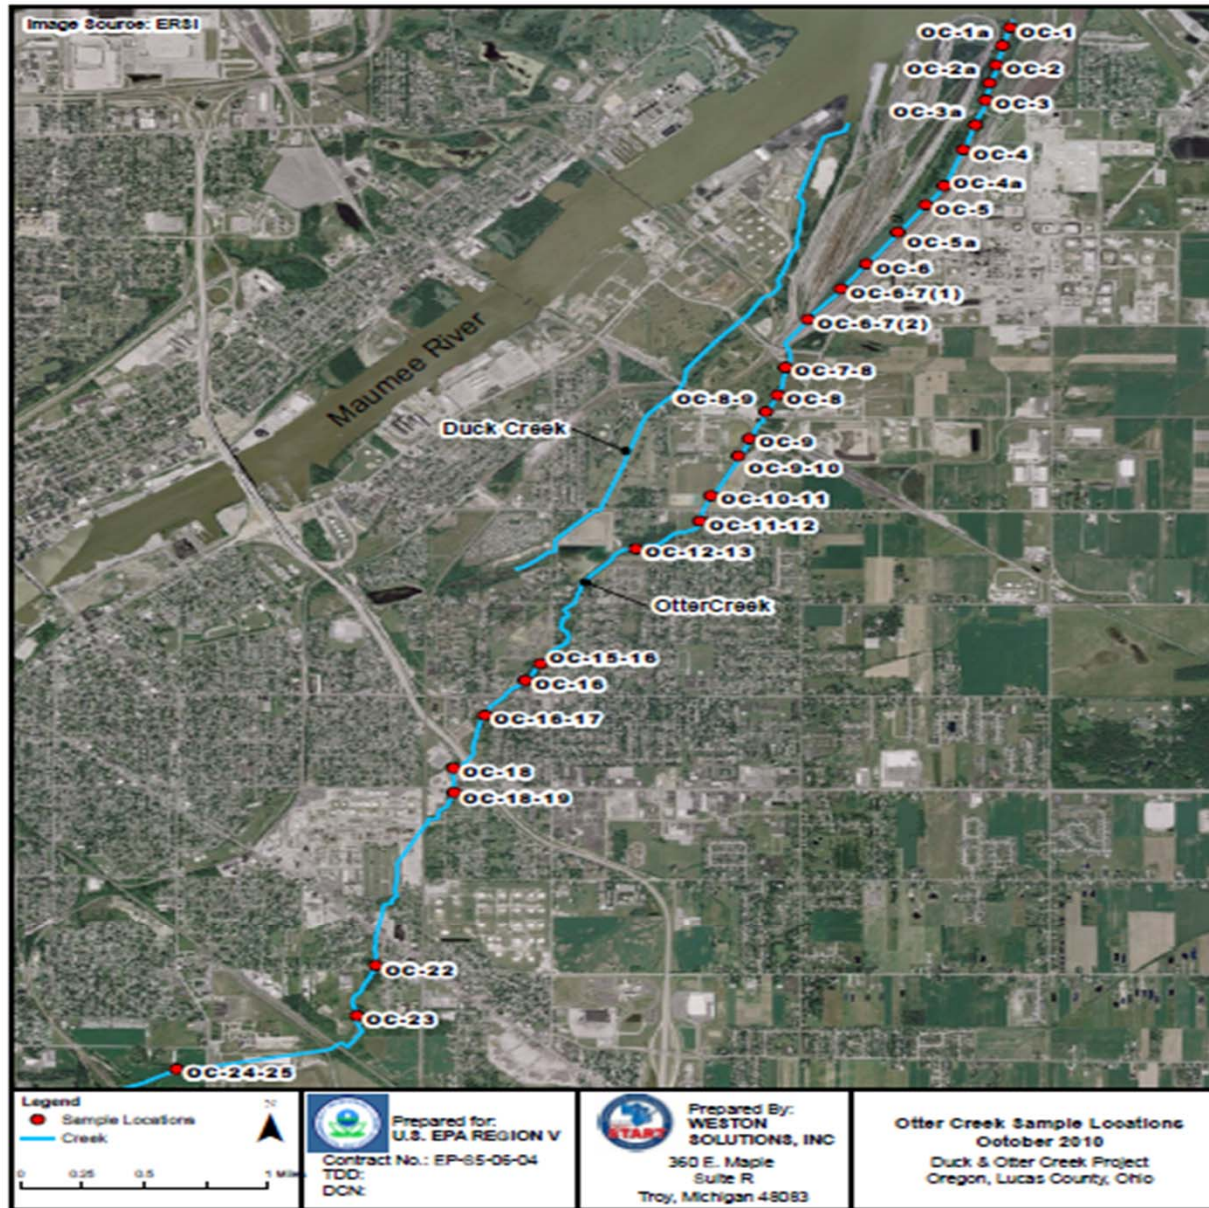 Image Source: ERSI
OC-1a
OC-1
OC-2a
OC-2
OC-3a
OC-3
OC-4
OC-4a
OC-5
OC-5a
OC-6
OC-6-7(1)
OC-6-7(2)
OC-7-8
OC-8-9
OC-8
OC-9
OC-9-10
OC-10-11
OC-11-12
OC-12-13
Maumee River
Duck Creek
OtterCreek
OC-15-16
OC-16
OC-16-17
OC-18
OC-18-19
OC-22
OC-23
OC-24-25
Legend
Sample Locations
Creek
N
0 0.25 0.5 1 Miles
Prepared for:
U.S. EPA REGION V
Contract No.: EP-S5-06-04
TDD:
DCN:
START
Prepared By:
WESTON
SOLUTIONS, INC
360 E. Maple
Suite R
Troy, Michigan 48083
Otter Creek Sample Locations
October 2010
Duck & Otter Creek Project
Oregon, Lucas County, Ohio